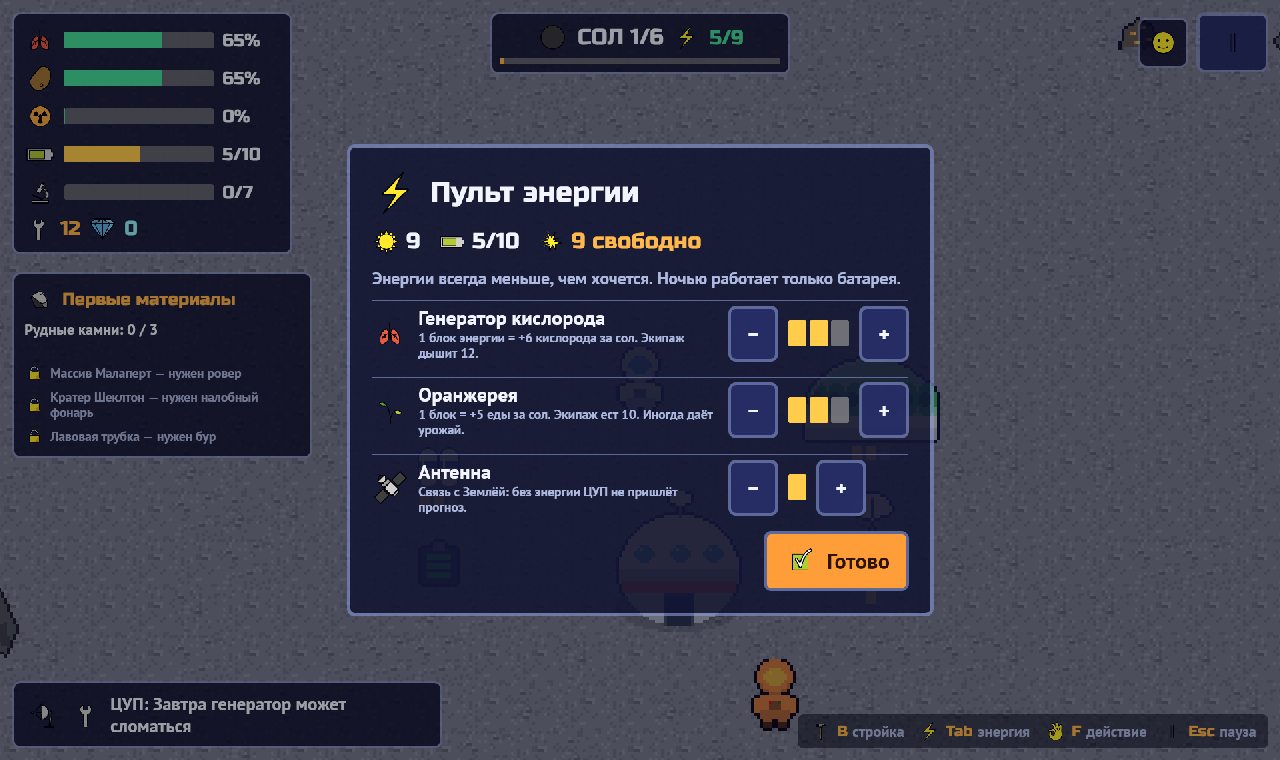 65%
65%
0%
5/10
0/7
12 0
СОЛ 1/6 5/9
Первые материалы
Рудные камни: 0 / 3
Массив Малаперт — нужен ровер
Кратер Шеклтон — нужен налобный
фонарь
Лавовая трубка — нужен бур
Пульт энергии
9 5/10 9 свободно
Энергии всегда меньше, чем хочется. Ночью работает только батарея.
Генератор кислорода
1 блок энергии = +6 кислорода за сол. Экипаж
дышит 12.
− +
Оранжерея
1 блок = +5 еды за сол. Экипаж ест 10. Иногда даёт
урожай.
− +
Антенна
Связь с Землёй: без энергии ЦУП не пришлёт
прогноз.
− +
Готово
ЦУП: Завтра генератор может
сломаться
B стройка Tab энергия F действие Esc пауза